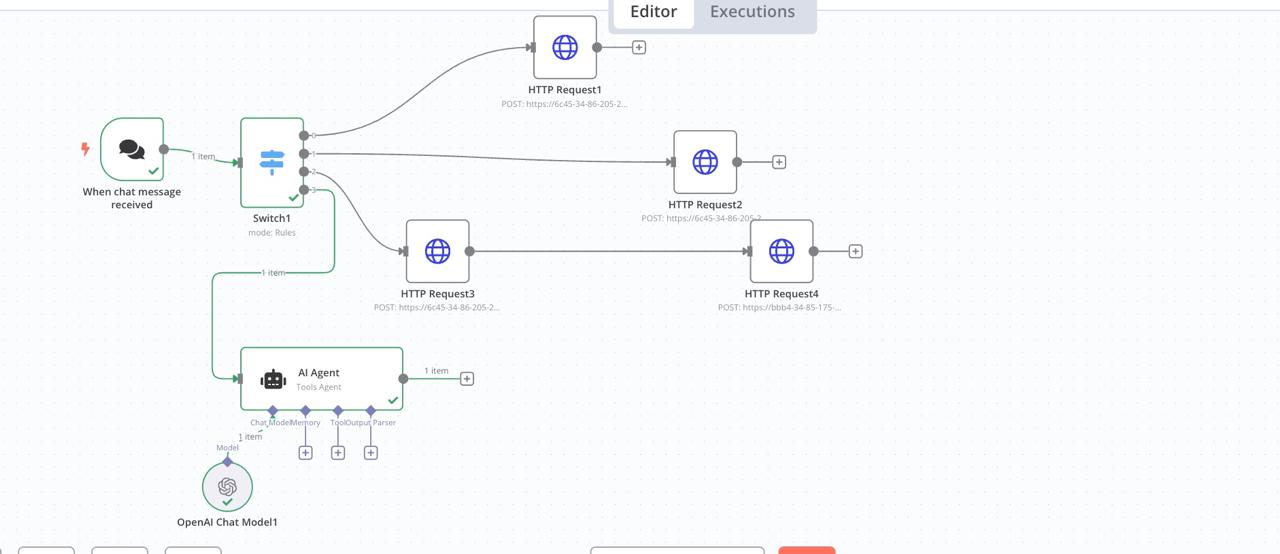 Editor
Executions
HTTP Request1
POST: https://6c45-34-86-205-2...
0
1 item
1
2
3
When chat message
received
Switch1
mode: Rules
HTTP Request2
POST: https://6c45-34-86-205-2
1 item
HTTP Request3
POST: https://6c45-34-86-205-2...
HTTP Request4
POST: https://bbb4-34-85-175-...
AI Agent
Tools Agent
1 item
Chat Model
Memory
Tool
Output Parser
1 item
Model
OpenAI Chat Model1